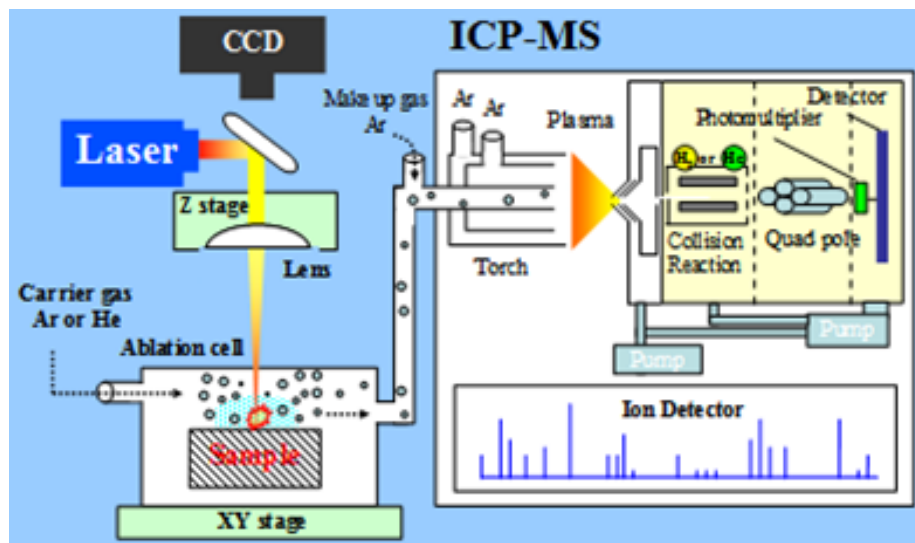 CCD
ICP-MS
Laser
Make up gas
Ar
Ar
Ar
Plasma
Detector
Photomultiplier
H₂ or He
Z stage
Lens
Torch
Collision
Reaction
Quad pole
Carrier gas
Ar or He
Ablation cell
Pump
Pump
Ion Detector
Sample
XY stage